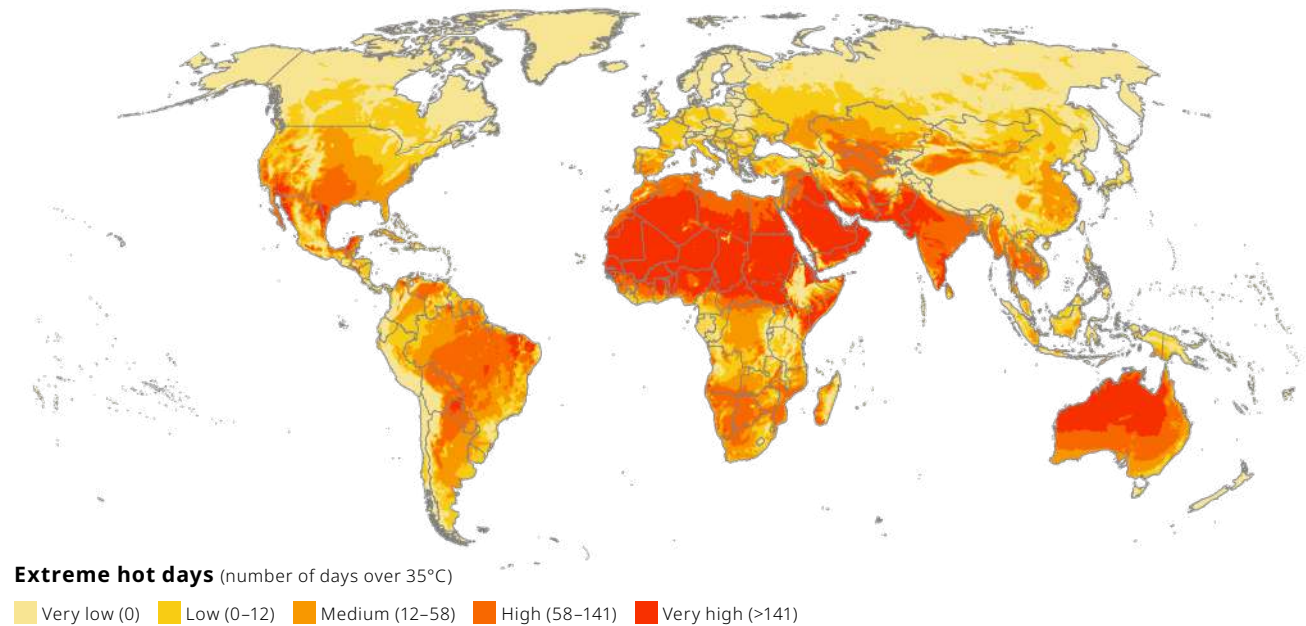 Extreme hot days (number of days over 35°C)
Very low (0) Low (0–12) Medium (12–58) High (58–141) Very high (>141)